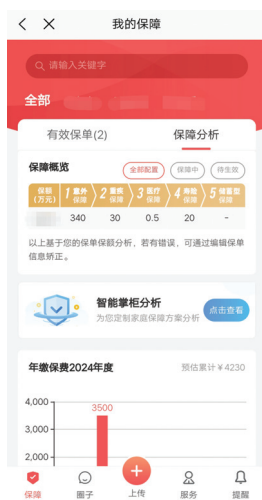 我的保障
请输入关键字
全部
有效保单(2)
保障分析
保障概览
全部配置
保障中
待生效
保额
(万元)
1 意外
保障
2 重疾
保障
3 医疗
保障
4 寿险
保障
5 储蓄型
保障
340
30
0.5
20
-
以上基于您的保单保额分析，若有错误，可通过编辑保单
信息矫正。
智能掌柜分析
为您定制家庭保障方案分析
点击查看
年缴保费2024年度
预估累计￥4230
4,000
3500
3,000
2,000
保障
圈子
上传
服务
提醒